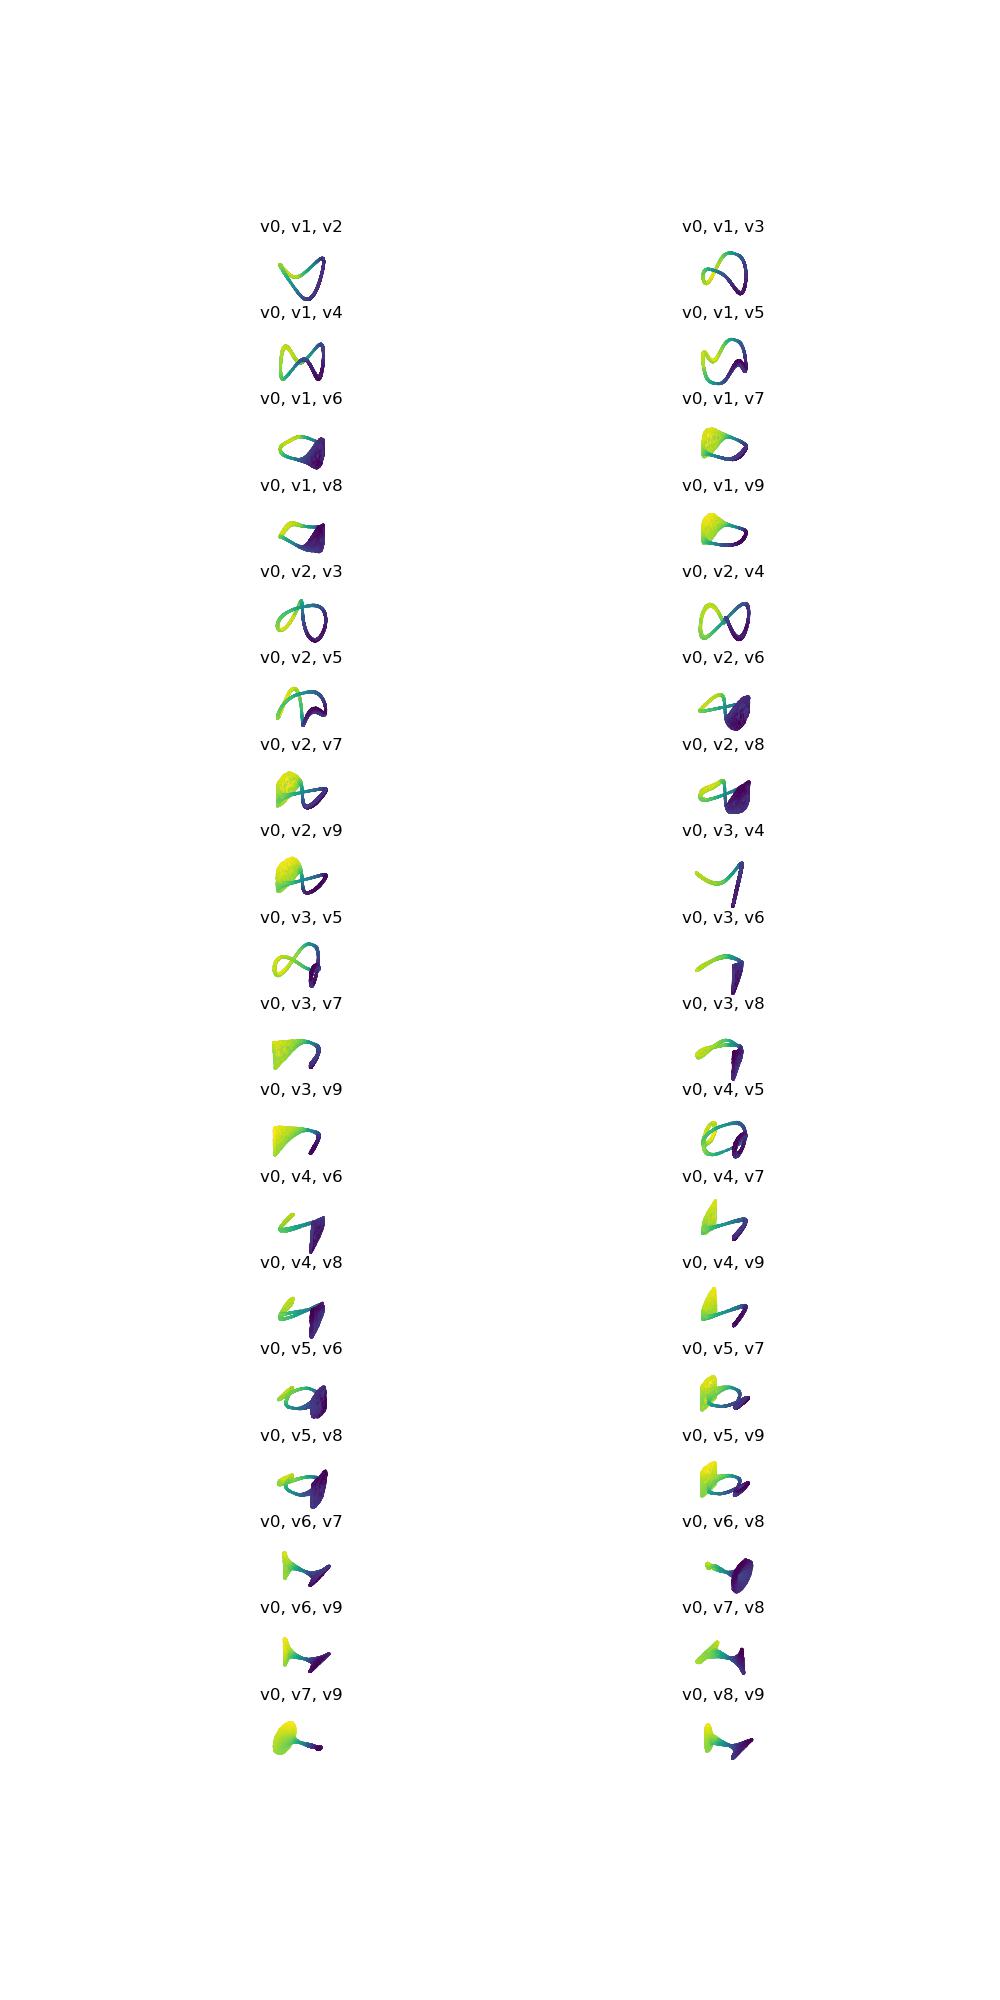 v0, v1, v2
v0, v1, v3
v0, v1, v4
v0, v1, v5
v0, v1, v6
v0, v1, v7
v0, v1, v8
v0, v1, v9
v0, v2, v3
v0, v2, v4
v0, v2, v5
v0, v2, v6
v0, v2, v7
v0, v2, v8
v0, v2, v9
v0, v3, v4
v0, v3, v5
v0, v3, v6
v0, v3, v7
v0, v3, v8
v0, v3, v9
v0, v4, v5
v0, v4, v6
v0, v4, v7
v0, v4, v8
v0, v4, v9
v0, v5, v6
v0, v5, v7
v0, v5, v8
v0, v5, v9
v0, v6, v7
v0, v6, v8
v0, v6, v9
v0, v7, v8
v0, v7, v9
v0, v8, v9